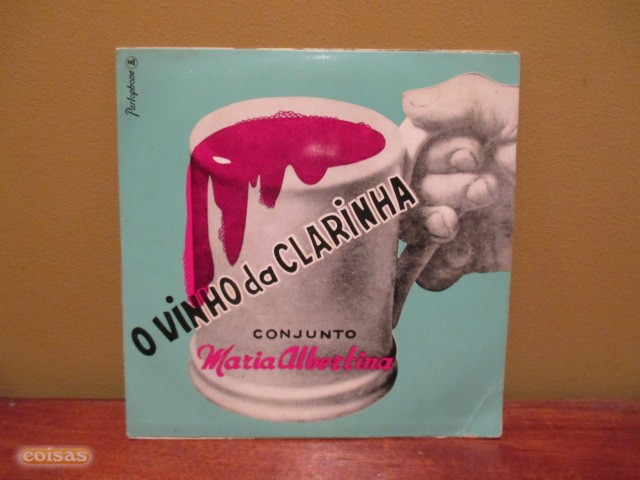 Parlophone
O VINHO da CLARINHA
CONJUNTO
Maria Albertina
coisas